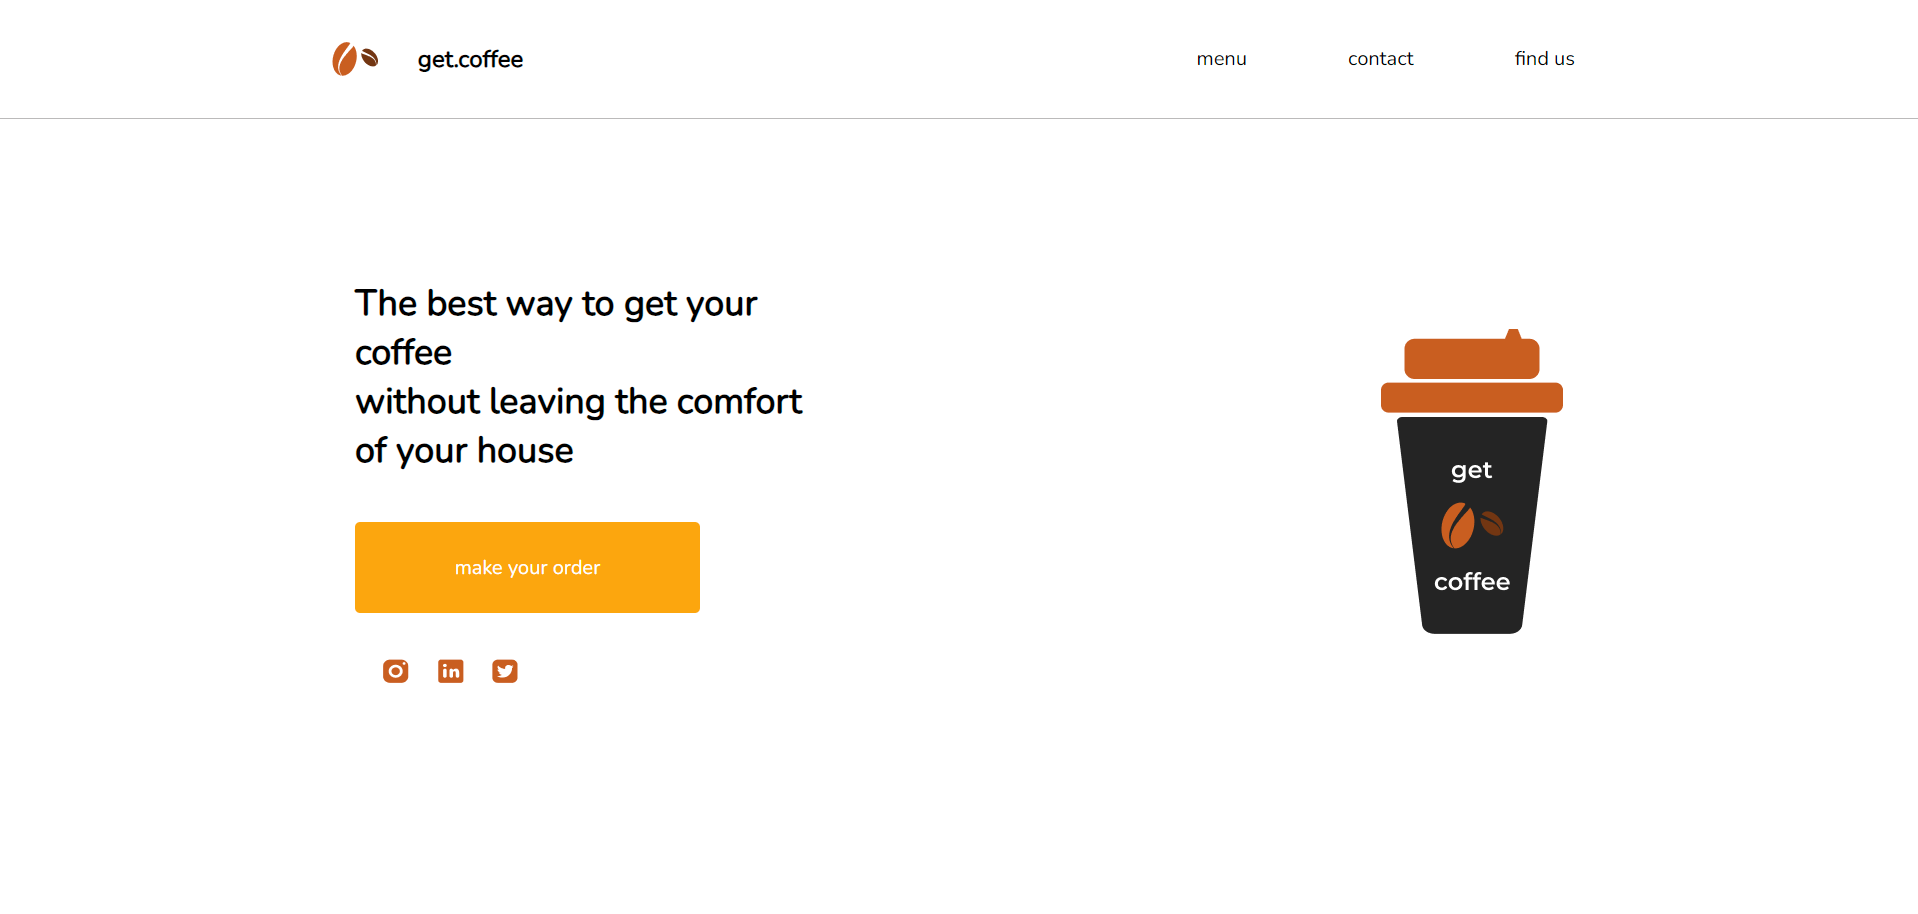 get.coffee
menu
contact
find us
The best way to get your
coffee
without leaving the comfort
of your house
make your order
in
get
coffee